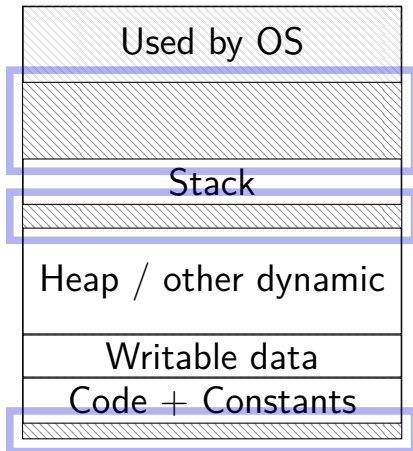 Used by OS
Stack
Heap / other dynamic
Writable data
Code + Constants